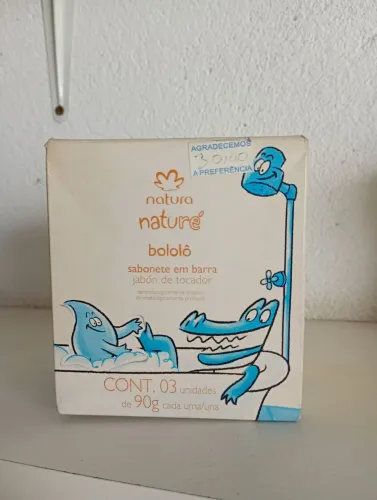 AGRADECEMOS
A PREFERÊNCIA
natura
naturé
bololô
sabonete em barra
jabón de tocador
CONT. 03 unidades
de 90g cada uma/una